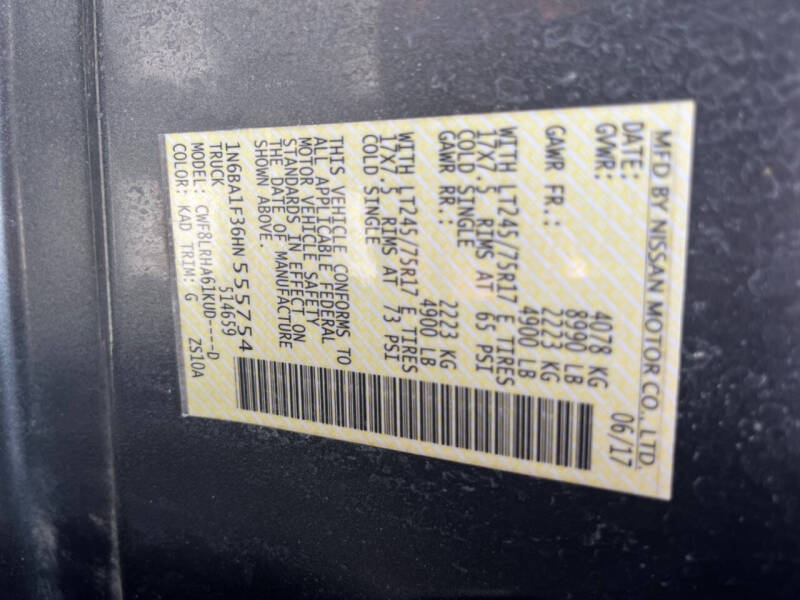 MFD BY NISSAN MOTOR CO., LTD.
DATE: 06/17
GVWR: 4078 KG
8990 LB
GAWR FR.: 2223 KG
4900 LB
WITH LT245/75R17 E TIRES
17X7.5 RIMS AT 65 PSI
COLD SINGLE
GAWR RR.: 2223 KG
4900 LB
WITH LT245/75R17 E TIRES
17X7.5 RIMS AT 73 PSI
COLD SINGLE
THIS VEHICLE CONFORMS TO
ALL APPLICABLE FEDERAL
MOTOR VEHICLE SAFETY
STANDARDS IN EFFECT ON
THE DATE OF MANUFACTURE
SHOWN ABOVE.
1N6BA1F36HN555754
TRUCK 514659
MODEL: CWF8LRHA61KUD----D
COLOR: KAD TRIM: G ZS10A